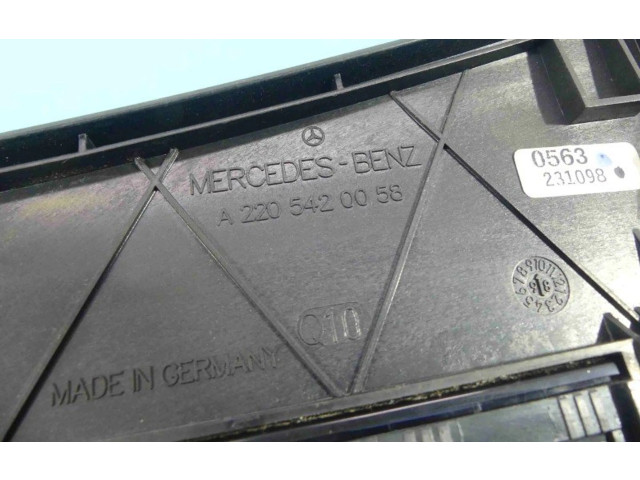 MERCEDES-BENZ
A 220 542 00 58
0563
231098
Q10
MADE IN GERMANY